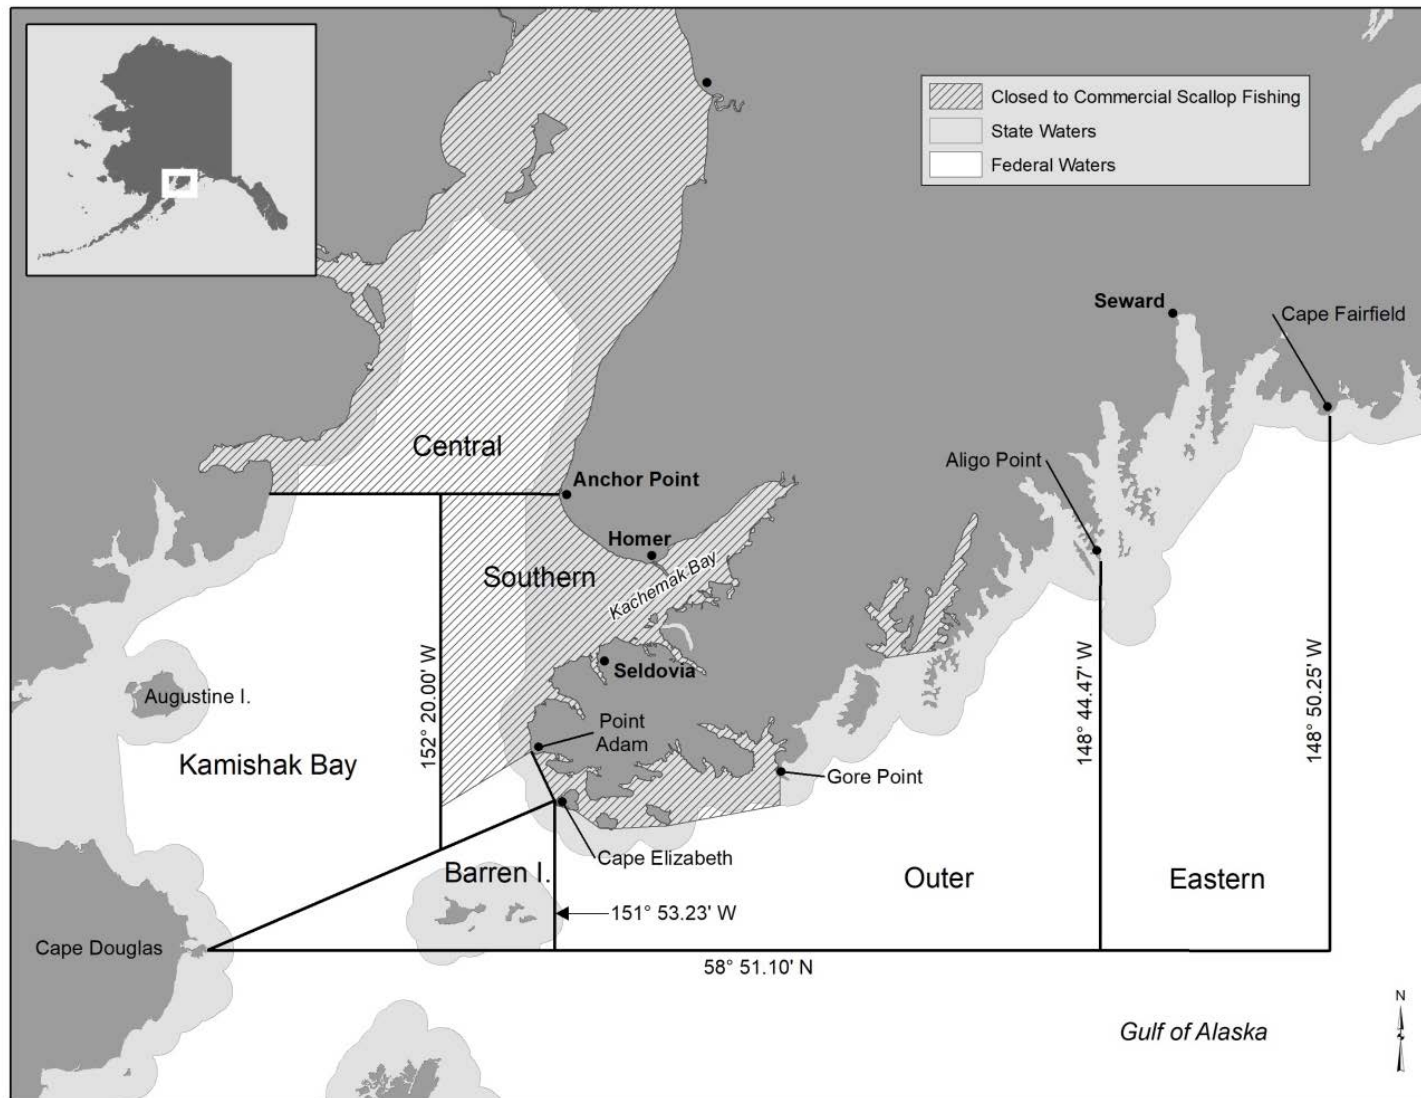 Closed to Commercial Scallop Fishing
State Waters
Federal Waters
Seward
Cape Fairfield
Central
Aligo Point
Anchor Point
Homer
Southern
Kachemak Bay
Seldovia
Augustine I.
Point
Adam
152° 20.00' W
148° 44.47' W
148° 50.25' W
Kamishak Bay
Gore Point
Cape Elizabeth
Barren I.
Outer
Eastern
151° 53.23' W
Cape Douglas
58° 51.10' N
N
Gulf of Alaska